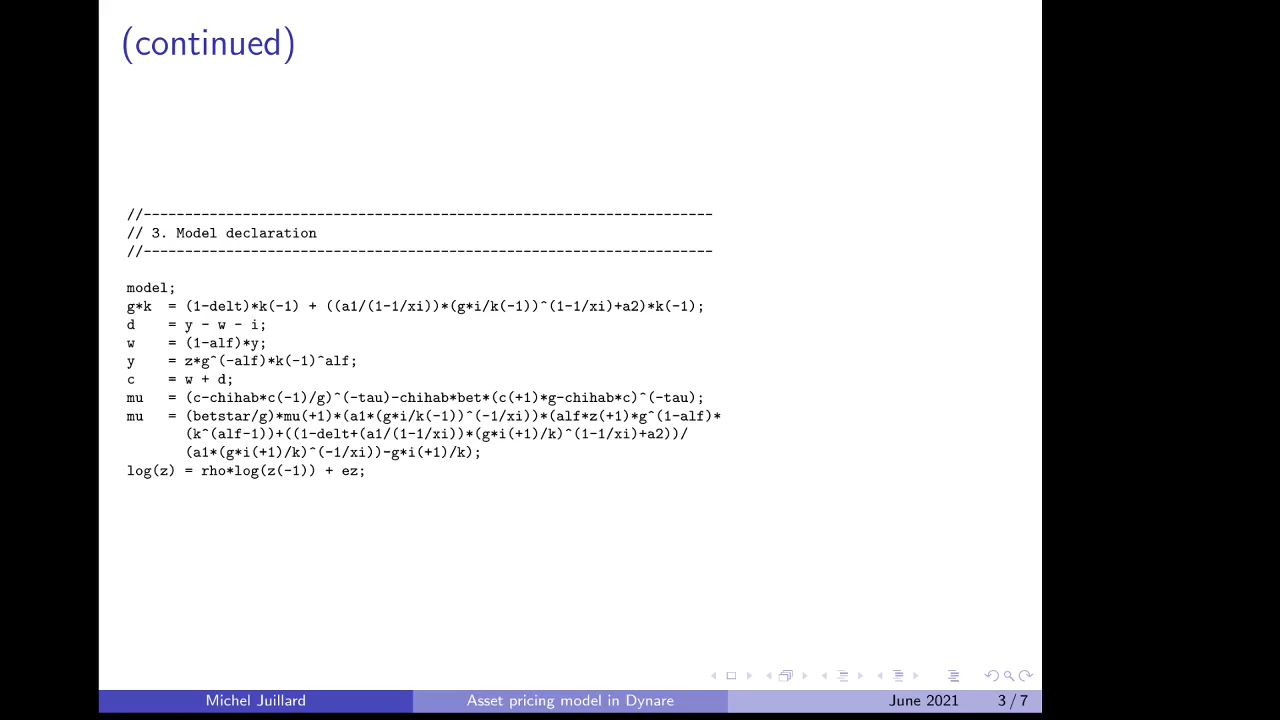 (continued)
//---------------------------------------------------------------------
// 3. Model declaration
//---------------------------------------------------------------------
model;
g*k  = (1-delt)*k(-1) + ((a1/(1-1/xi))*(g*i/k(-1))^(1-1/xi)+a2)*k(-1);
d    = y - w - i;
w    = (1-alf)*y;
y    = z*g^(-alf)*k(-1)^alf;
c    = w + d;
mu   = (c-chihab*c(-1)/g)^(-tau)-chihab*bet*(c(+1)*g-chihab*c)^(-tau);
mu   = (betstar/g)*mu(+1)*(a1*(g*i/k(-1))^(-1/xi))*(alf*z(+1)*g^(1-alf)*
       (k^(alf-1))+((1-delt+(a1/(1-1/xi))*(g*i(+1)/k)^(1-1/xi)+a2))/
       (a1*(g*i(+1)/k)^(-1/xi))-g*i(+1)/k);
log(z) = rho*log(z(-1)) + ez;
Michel Juillard Asset pricing model in Dynare June 2021 3 / 7